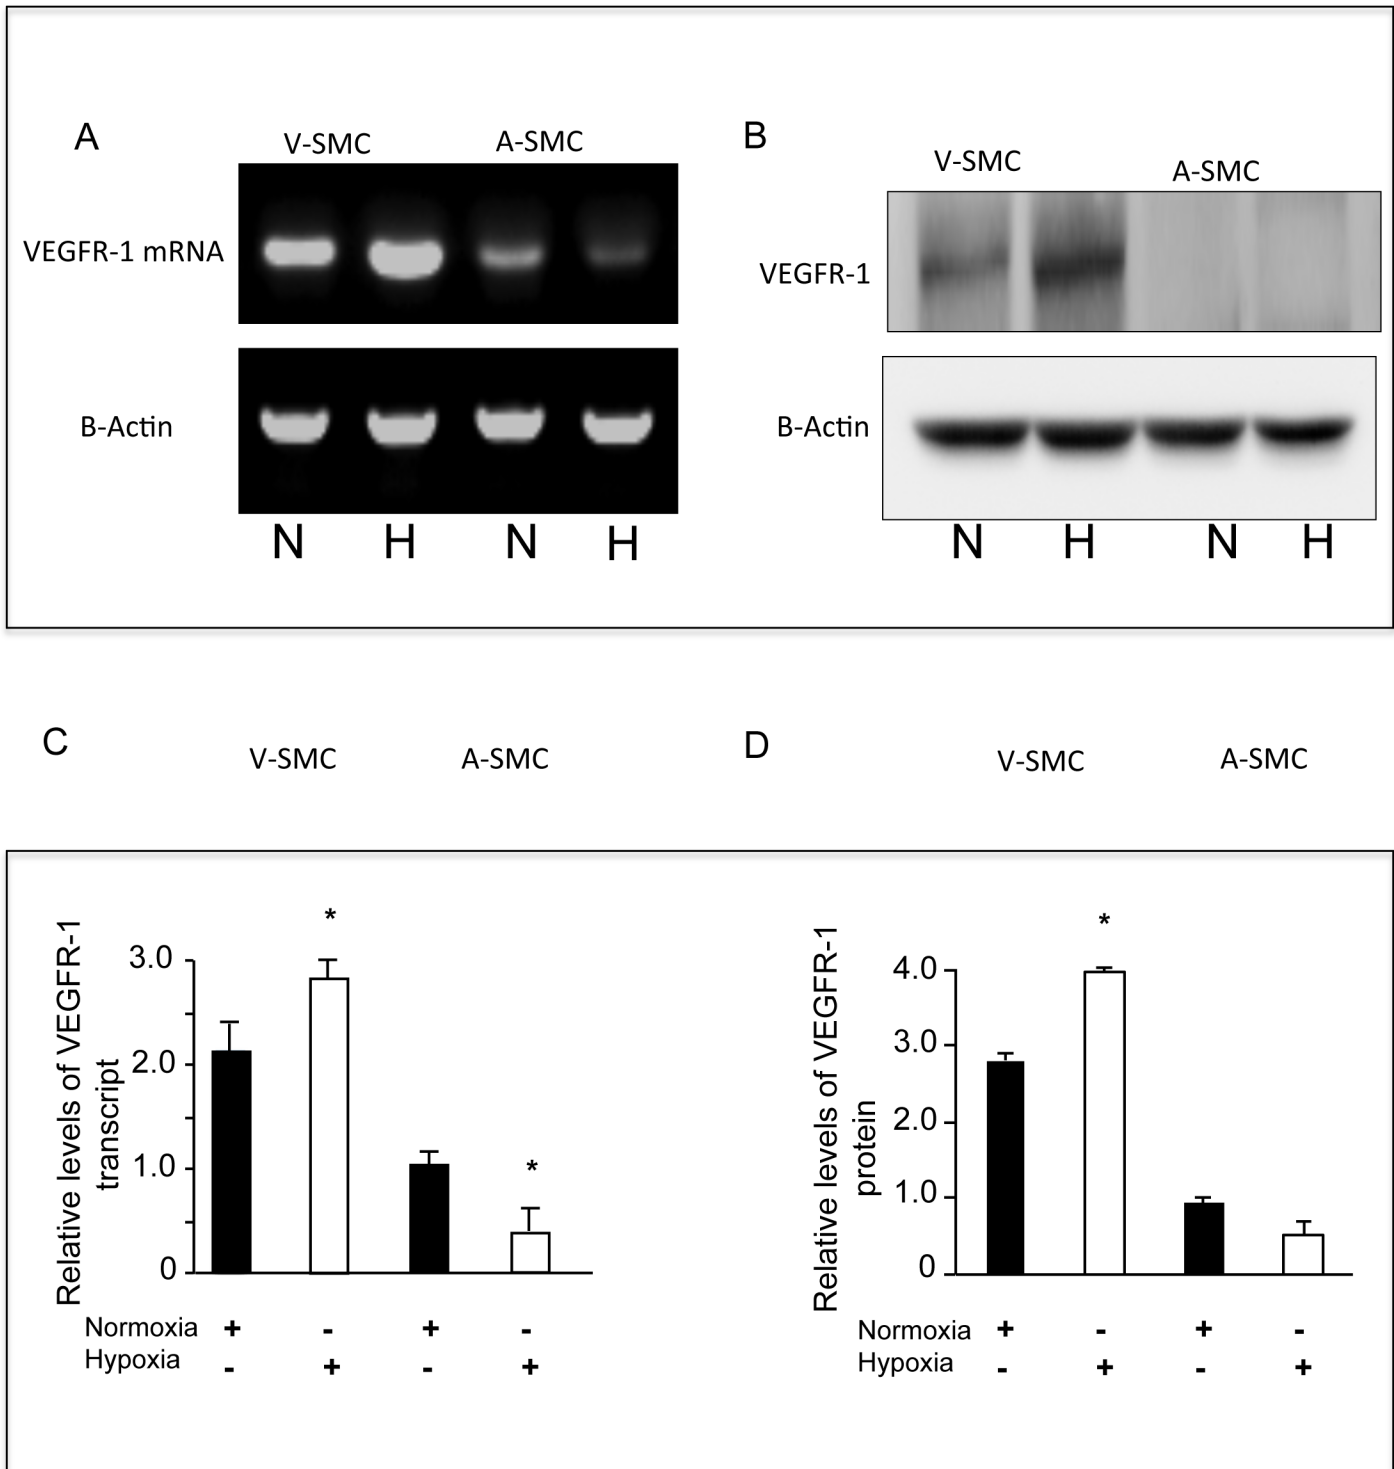 A
V-SMC
A-SMC
VEGFR-1 mRNA
B-Actin
N H N H
B
V-SMC
A-SMC
VEGFR-1
B-Actin
N H N H
C
V-SMC
A-SMC
Relative levels of VEGFR-1
transcript
3.0
2.0
1.0
0
*
*
Normoxia + - + -
Hypoxia - + - +
D
V-SMC
A-SMC
Relative levels of VEGFR-1
protein
4.0
3.0
2.0
1.0
0
*
Normoxia + - + -
Hypoxia - + - +